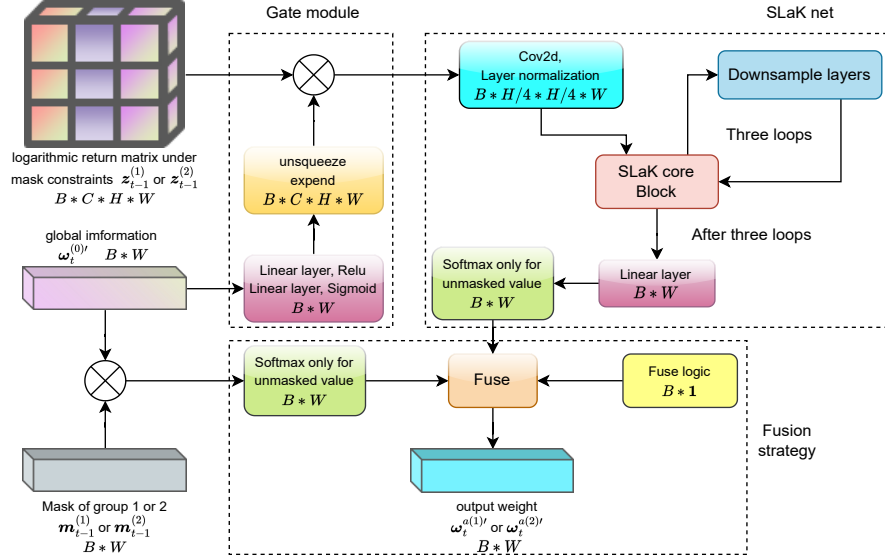 Gate module
SLaK net
Cov2d,
Layer normalization
B * H/4 * H/4 * W
Downsample layers
Three loops
SLaK core
Block
After three loops
logarithmic return matrix under
mask constraints z_{t-1}^{(1)} or z_{t-1}^{(2)}
B * C * H * W
unsqueeze
expend
B * C * H * W
global imformation
ω_t^{(0)′} B * W
Linear layer, Relu
Linear layer, Sigmoid
B * W
Softmax only for
unmasked value
B * W
Linear layer
B * W
Softmax only for
unmasked value
B * W
Fuse
Fuse logic
B * 1
Fusion
strategy
Mask of group 1 or 2
m_{t-1}^{(1)} or m_{t-1}^{(2)}
B * W
output weight
ω_t^{a(1)′} or ω_t^{a(2)′}
B * W